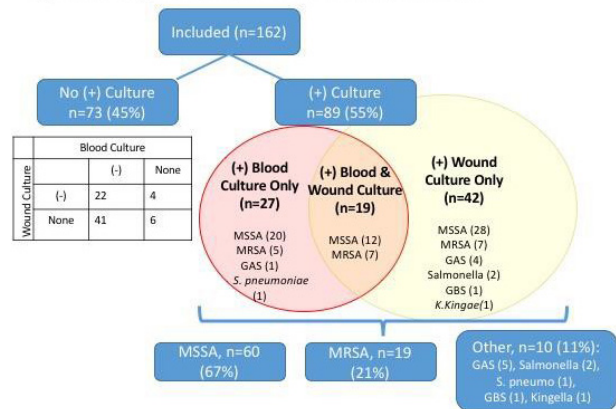 Included (n=162)
No (+) Culture
n=73 (45%)
(+) Culture
n=89 (55%)
Blood Culture
Wound Culture
(-) None
(-) 22 4
None 41 6
(+) Blood
Culture Only
(n=27)
MSSA (20)
MRSA (5)
GAS (1)
S. pneumoniae
(1)
(+) Blood &
Wound Culture
(n=19)
MSSA (12)
MRSA (7)
(+) Wound
Culture Only
(n=42)
MSSA (28)
MRSA (7)
GAS (4)
Salmonella (2)
GBS (1)
K.Kingae(1)
MSSA, n=60
(67%)
MRSA, n=19
(21%)
Other, n=10 (11%):
GAS (5), Salmonella (2),
S. pneumo (1),
GBS (1), Kingella (1)